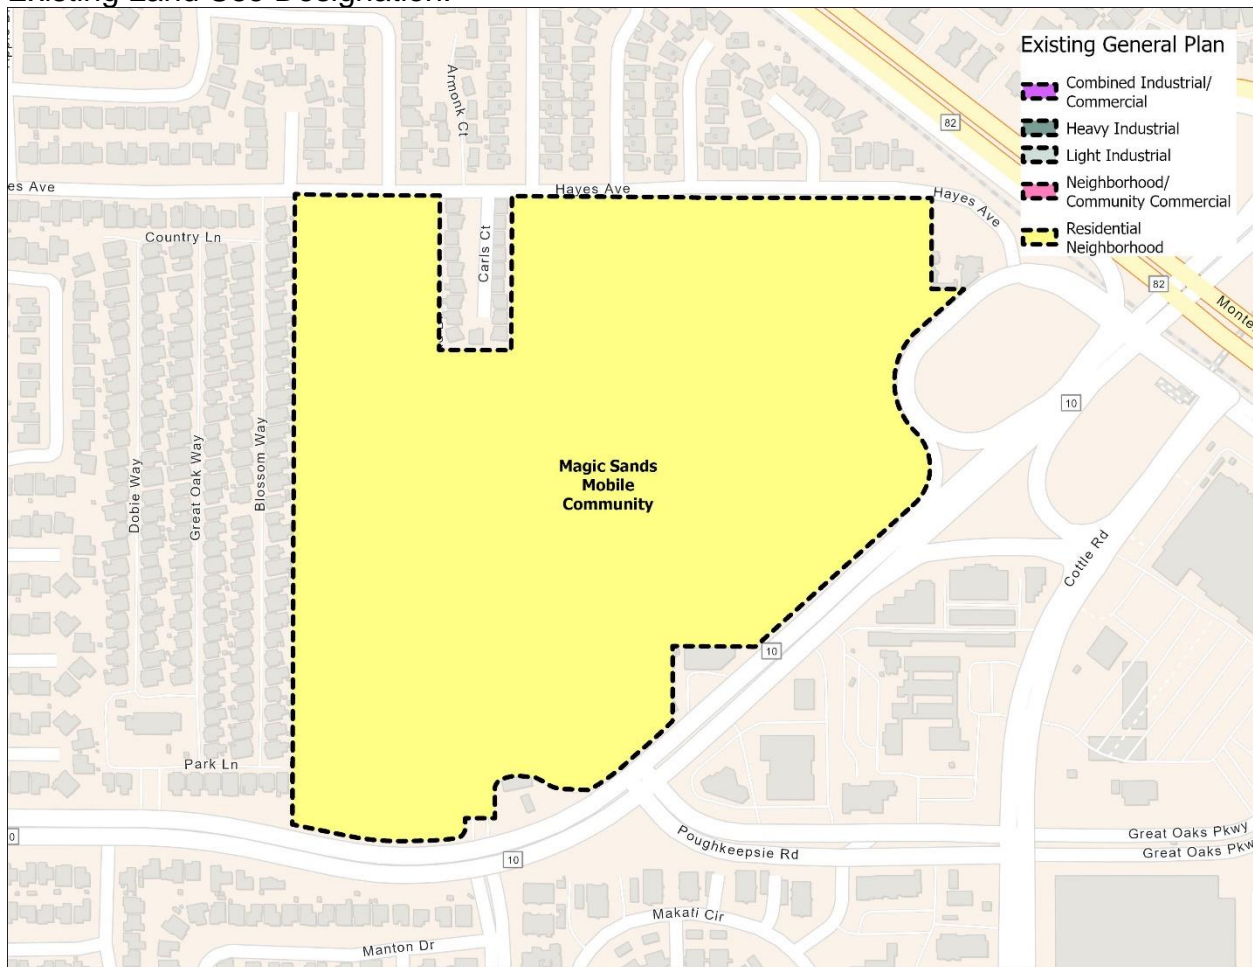 Existing Land Use Designation:
Existing General Plan
Combined Industrial/
Commercial
Heavy Industrial
Light Industrial
Neighborhood/
Community Commercial
Residential
Neighborhood
Armonk Ct
82
es Ave
Hayes Ave
Hayes Ave
Country Ln
Carls Ct
82
Monte
10
Magic Sands
Mobile
Community
Dobie Way
Great Oak Way
Blossom Way
Cottle Rd
10
Park Ln
0
10
Poughkeepsie Rd
Great Oaks Pkwy
Great Oaks Pkw
Makati Cir
Manton Dr